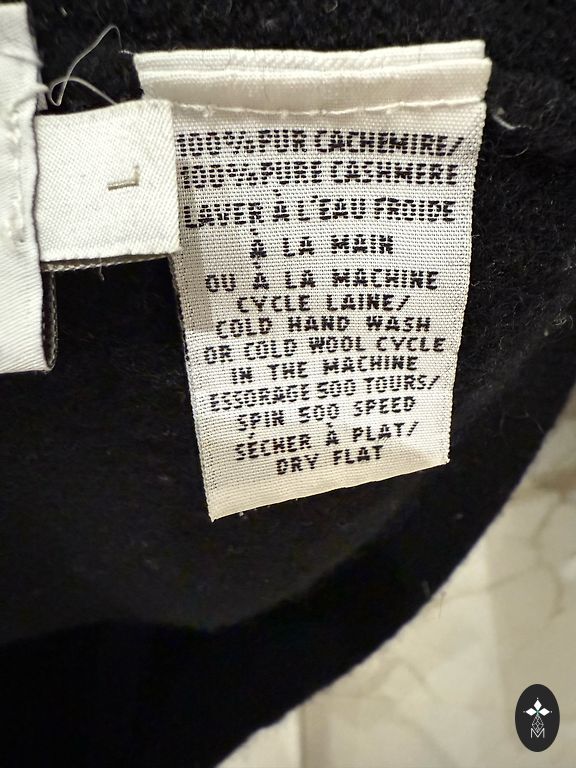 L
100% PUR CACHEMIRE/
100% PURE CASHMERE
LAVER À L'EAU FROIDE
À LA MAIN
OU À LA MACHINE
CYCLE LAINE/
COLD HAND WASH
OR COLD WOOL CYCLE
IN THE MACHINE
ESSORAGE 500 TOURS/
SPIN 500 SPEED
SÉCHER À PLAT/
DRY FLAT
M